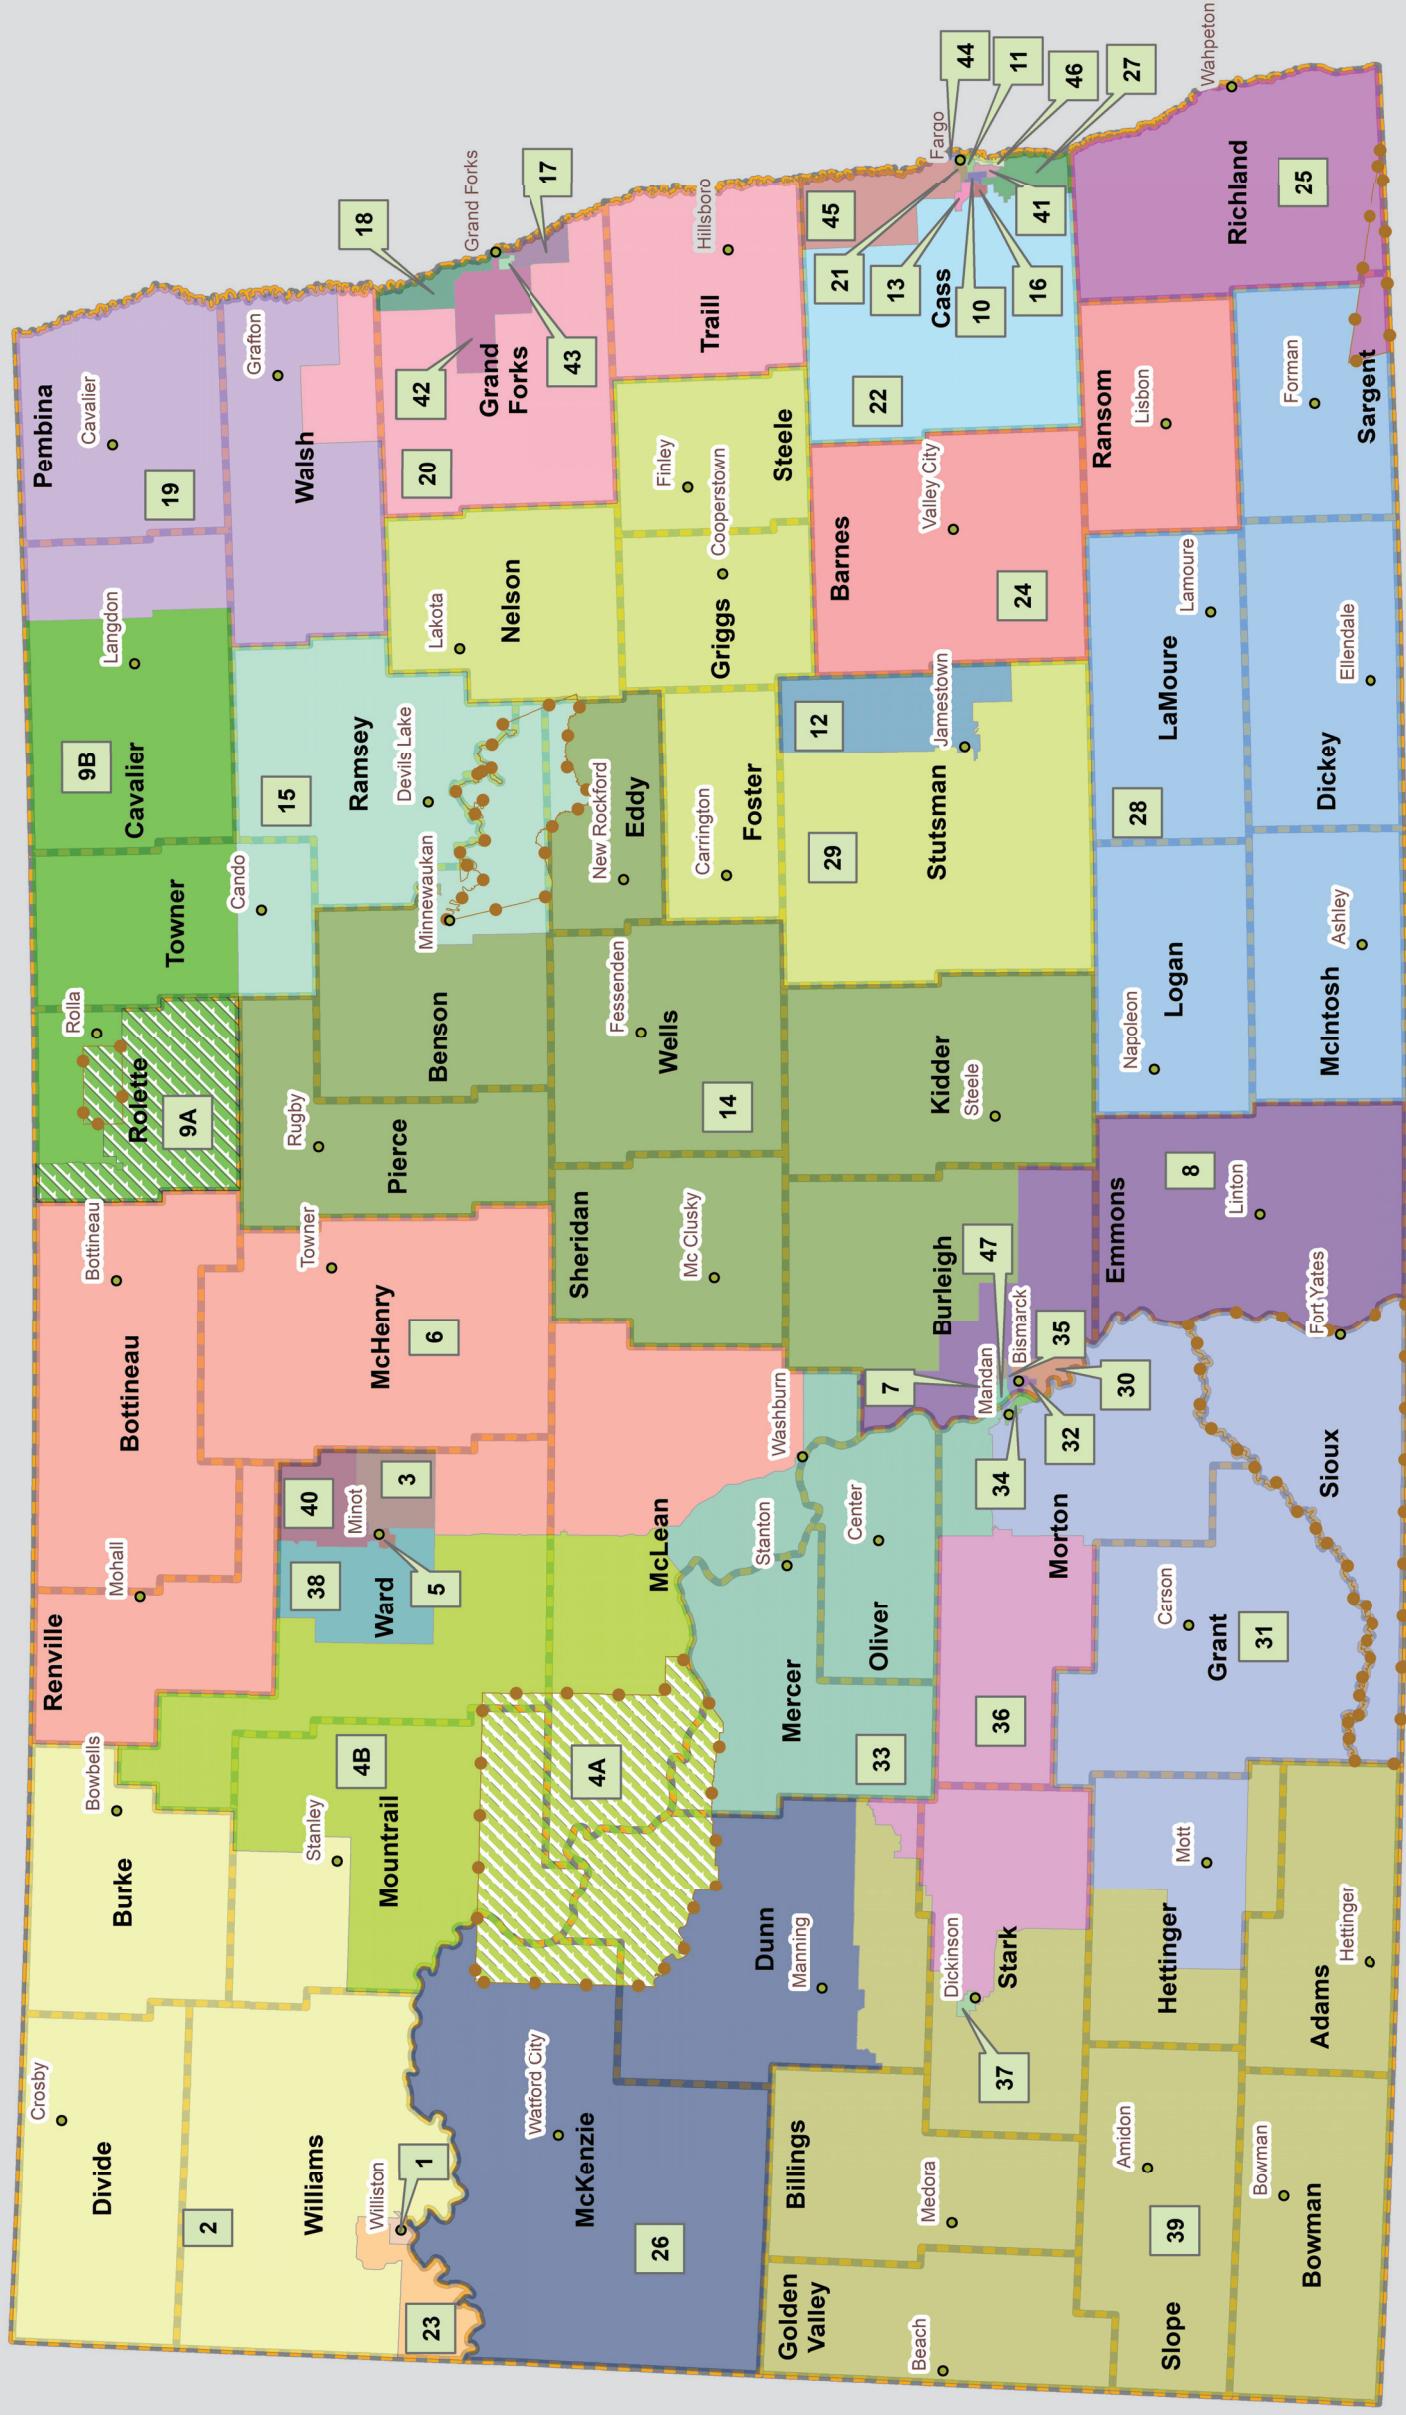 Crosby
Divide
2
Williams
Williston
1
23
Burke
Bowbells
Stanley
Mountrail
4B
4A
Renville
Mohall
Bottineau
Bottineau
38
Ward
40
Minot
3
5
McHenry
Towner
6
Rolla
Rolette
9A
Rugby
Pierce
Towner
Cando
9B
Cavalier
Langdon
15
Ramsey
Devils Lake
Minnewaukan
Benson
Pembina
Cavalier
19
Walsh
Grafton
Nelson
Lakota
20
42
Grand
Forks
18
Grand Forks
17
43
Watford City
McKenzie
26
Dunn
Manning
McLean
Washburn
Stanton
Mercer
33
Oliver
Center
Sheridan
Mc Clusky
Fessenden
Wells
14
New Rockford
Eddy
Carrington
Foster
Griggs
Cooperstown
Finley
Steele
Traill
Hillsboro
Golden
Valley
Beach
Billings
Medora
Dickinson
Stark
37
36
Morton
Mandan
34
32
7
Burleigh
47
Bismarck
35
30
Kidder
Steele
29
Stutsman
12
Jamestown
Barnes
Valley City
24
22
Cass
45
21
13
10
16
Fargo
44
11
46
27
41
Slope
39
Amidon
Bowman
Bowman
Hettinger
Mott
Adams
Hettinger
Grant
Carson
31
Sioux
Fort Yates
Emmons
8
Linton
Napoleon
Logan
McIntosh
Ashley
28
LaMoure
Lamoure
Dickey
Ellendale
Ransom
Lisbon
Sargent
Forman
Richland
25
Wahpeton